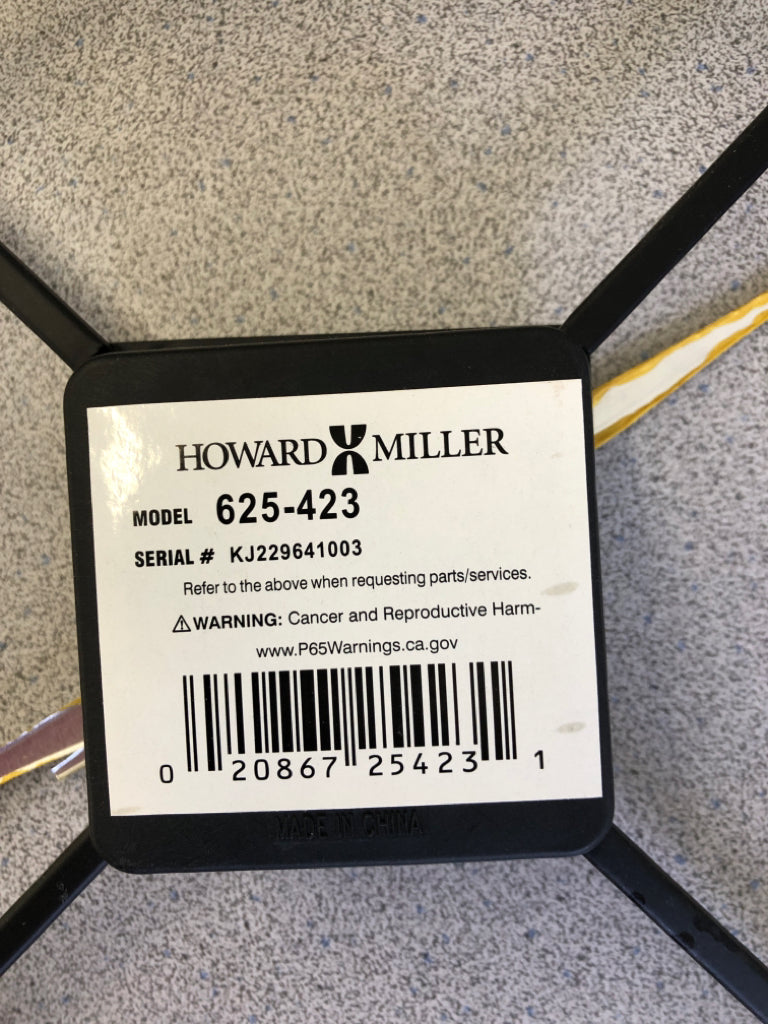 HOWARD MILLER
MODEL 625-423
SERIAL # KJ229641003
Refer to the above when requesting parts/services.
⚠WARNING: Cancer and Reproductive Harm-
www.P65Warnings.ca.gov
0 20867 25423 1
MADE IN CHINA